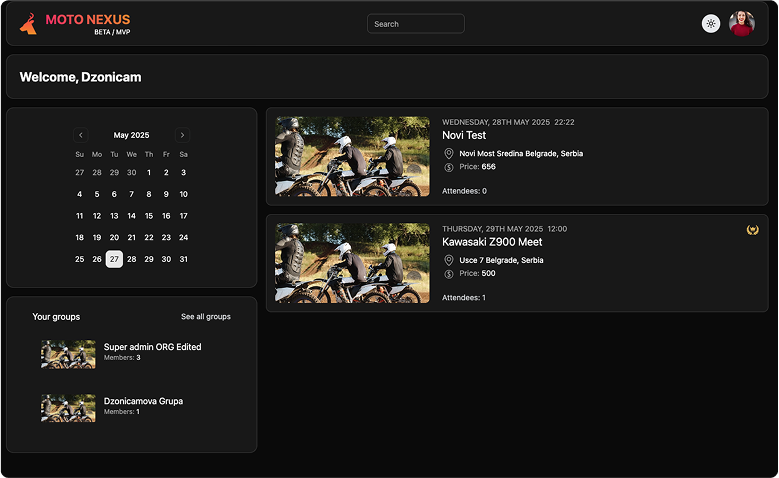 MOTO NEXUS
BETA / MVP
Search
Welcome, Dzonicam
May 2025
Su Mo Tu We Th Fr Sa
27 28 29 30 1 2 3
4 5 6 7 8 9 10
11 12 13 14 15 16 17
18 19 20 21 22 23 24
25 26 27 28 29 30 31
Your groups See all groups
Super admin ORG Edited
Members: 3
Dzonicamova Grupa
Members: 1
WEDNESDAY, 28TH MAY 2025 22:22
Novi Test
Novi Most Sredina Belgrade, Serbia
Price: 656
Attendees: 0
THURSDAY, 29TH MAY 2025 12:00
Kawasaki Z900 Meet
Usce 7 Belgrade, Serbia
Price: 500
Attendees: 1